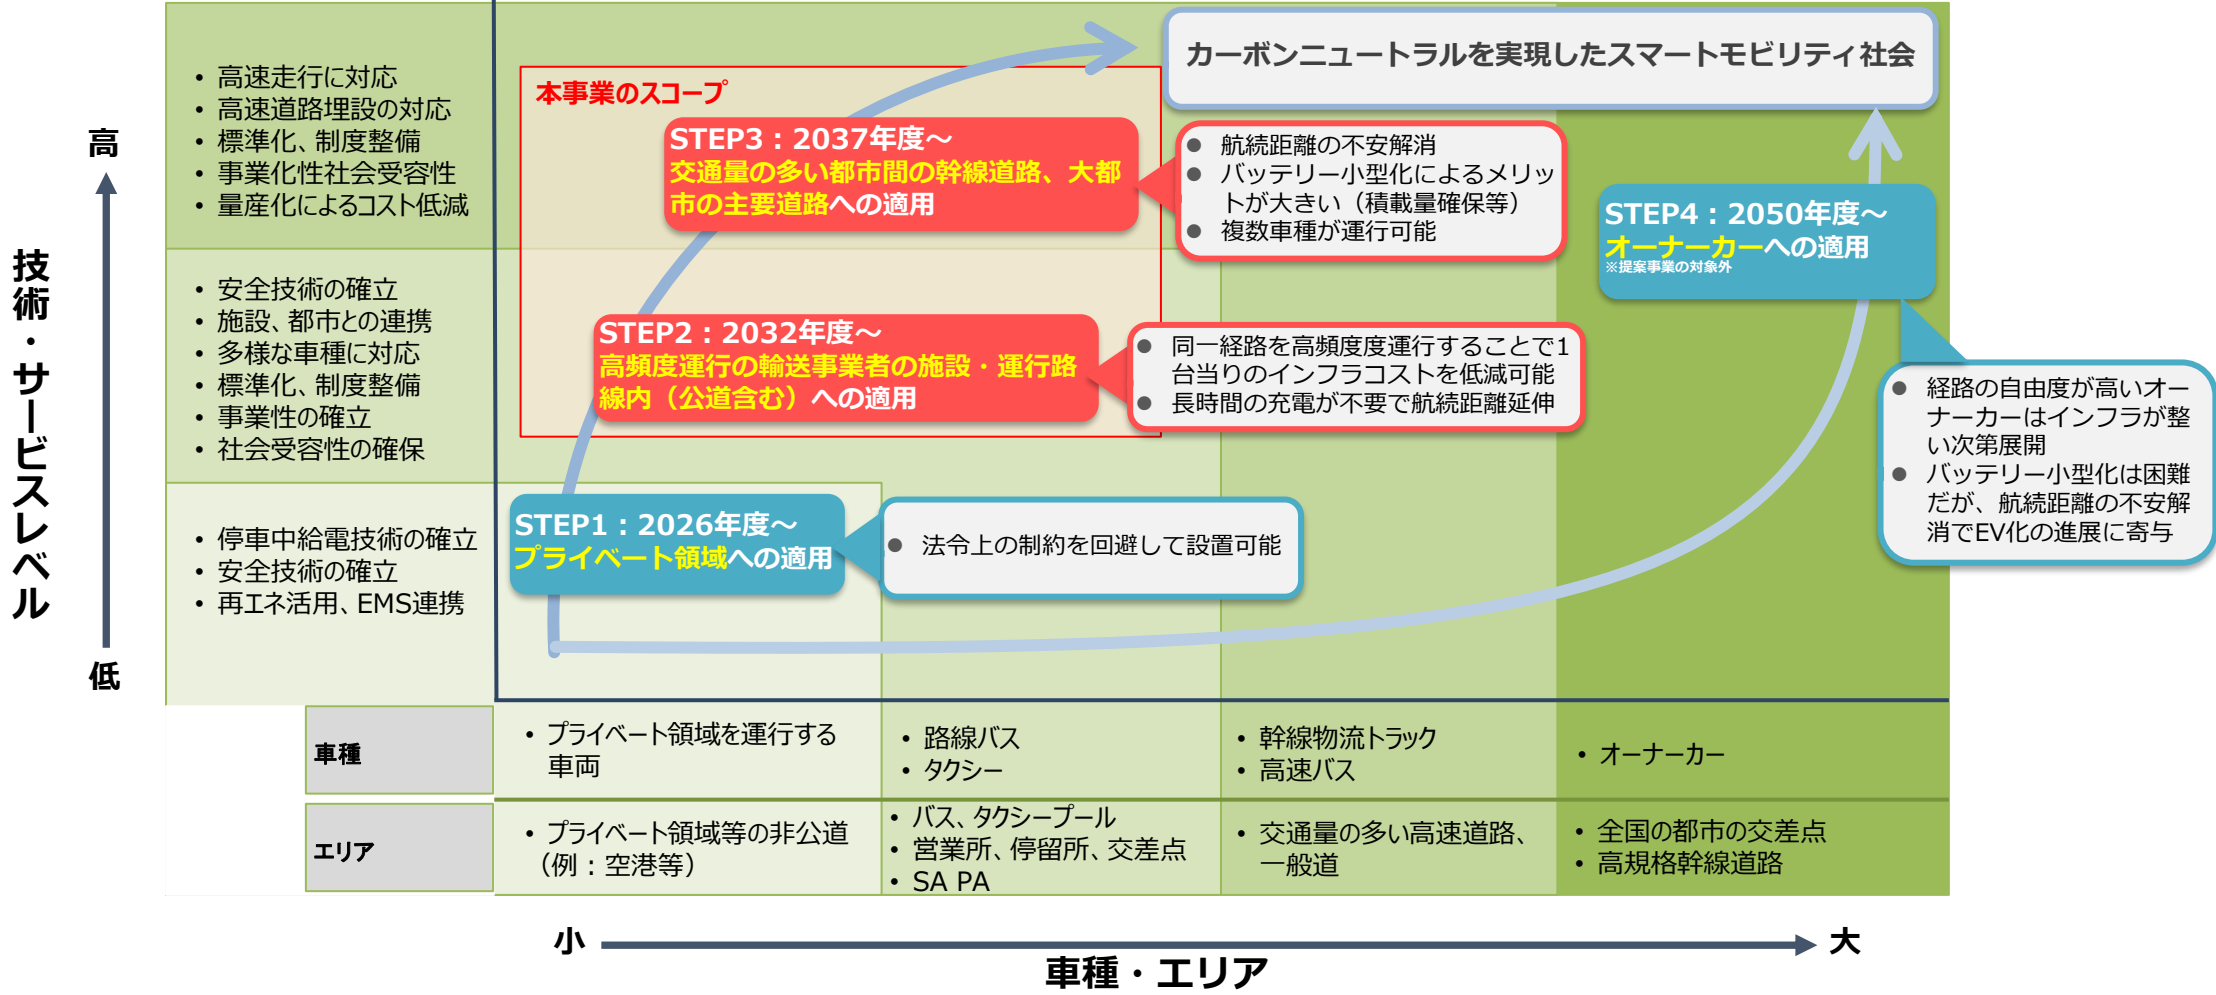 カーボンニュートラルを実現したスマートモビリティ社会
本事業のスコープ
• 高速走行に対応
• 高速道路埋設の対応
• 標準化、制度整備
• 事業化性社会受容性
• 量産化によるコスト低減
STEP3：2037年度～
交通量の多い都市間の幹線道路、大都
市の主要道路への適用
● 航続距離の不安解消
● バッテリー小型化によるメリッ
トが大きい（積載量確保等）
● 複数車種が運行可能
STEP4：2050年度～
オーナーカーへの適用
※提案事業の対象外
高
技術・サービスレベル
低
• 安全技術の確立
• 施設、都市との連携
• 多様な車種に対応
• 標準化、制度整備
• 事業性の確立
• 社会受容性の確保
STEP2：2032年度～
高頻度運行の輸送事業者の施設・運行路
線内（公道含む）への適用
● 同一経路を高頻度度運行することで1
台当りのインフラコストを低減可能
● 長時間の充電が不要で航続距離延伸
● 経路の自由度が高いオー
ナーカーはインフラが整
い次第展開
● バッテリー小型化は困難
だが、航続距離の不安解
消でEV化の進展に寄与
• 停車中給電技術の確立
• 安全技術の確立
• 再エネ活用、EMS連携
STEP1：2026年度～
プライベート領域への適用
● 法令上の制約を回避して設置可能
車種
• プライベート領域を運行する
車両
• 路線バス
• タクシー
• 幹線物流トラック
• 高速バス
• オーナーカー
エリア
• プライベート領域等の非公道
（例：空港等）
• バス、タクシープール
• 営業所、停留所、交差点
• SA PA
• 交通量の多い高速道路、
一般道
• 全国の都市の交差点
• 高規格幹線道路
小
大
車種・エリア